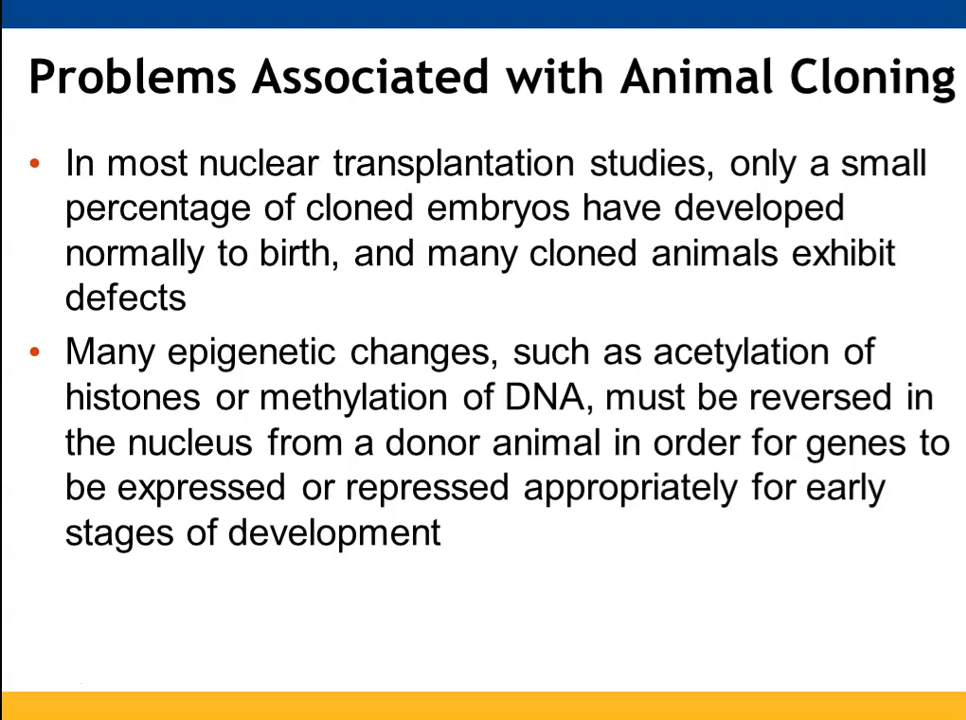 Problems Associated with Animal Cloning
• In most nuclear transplantation studies, only a small
percentage of cloned embryos have developed
normally to birth, and many cloned animals exhibit
defects
• Many epigenetic changes, such as acetylation of
histones or methylation of DNA, must be reversed in
the nucleus from a donor animal in order for genes to
be expressed or repressed appropriately for early
stages of development